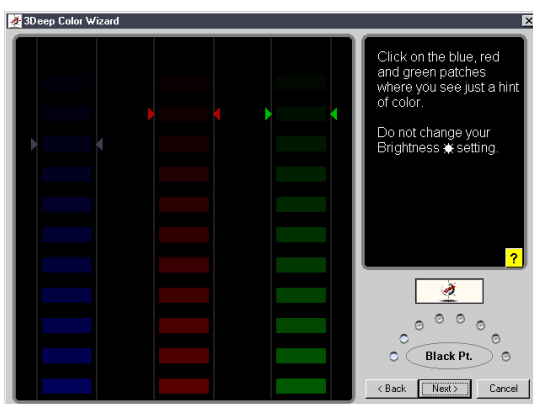 3Deep Color Wizard
Click on the blue, red
and green patches
where you see just a hint
of color.
Do not change your
Brightness setting.
?
Black Pt.
< Back
Next >
Cancel